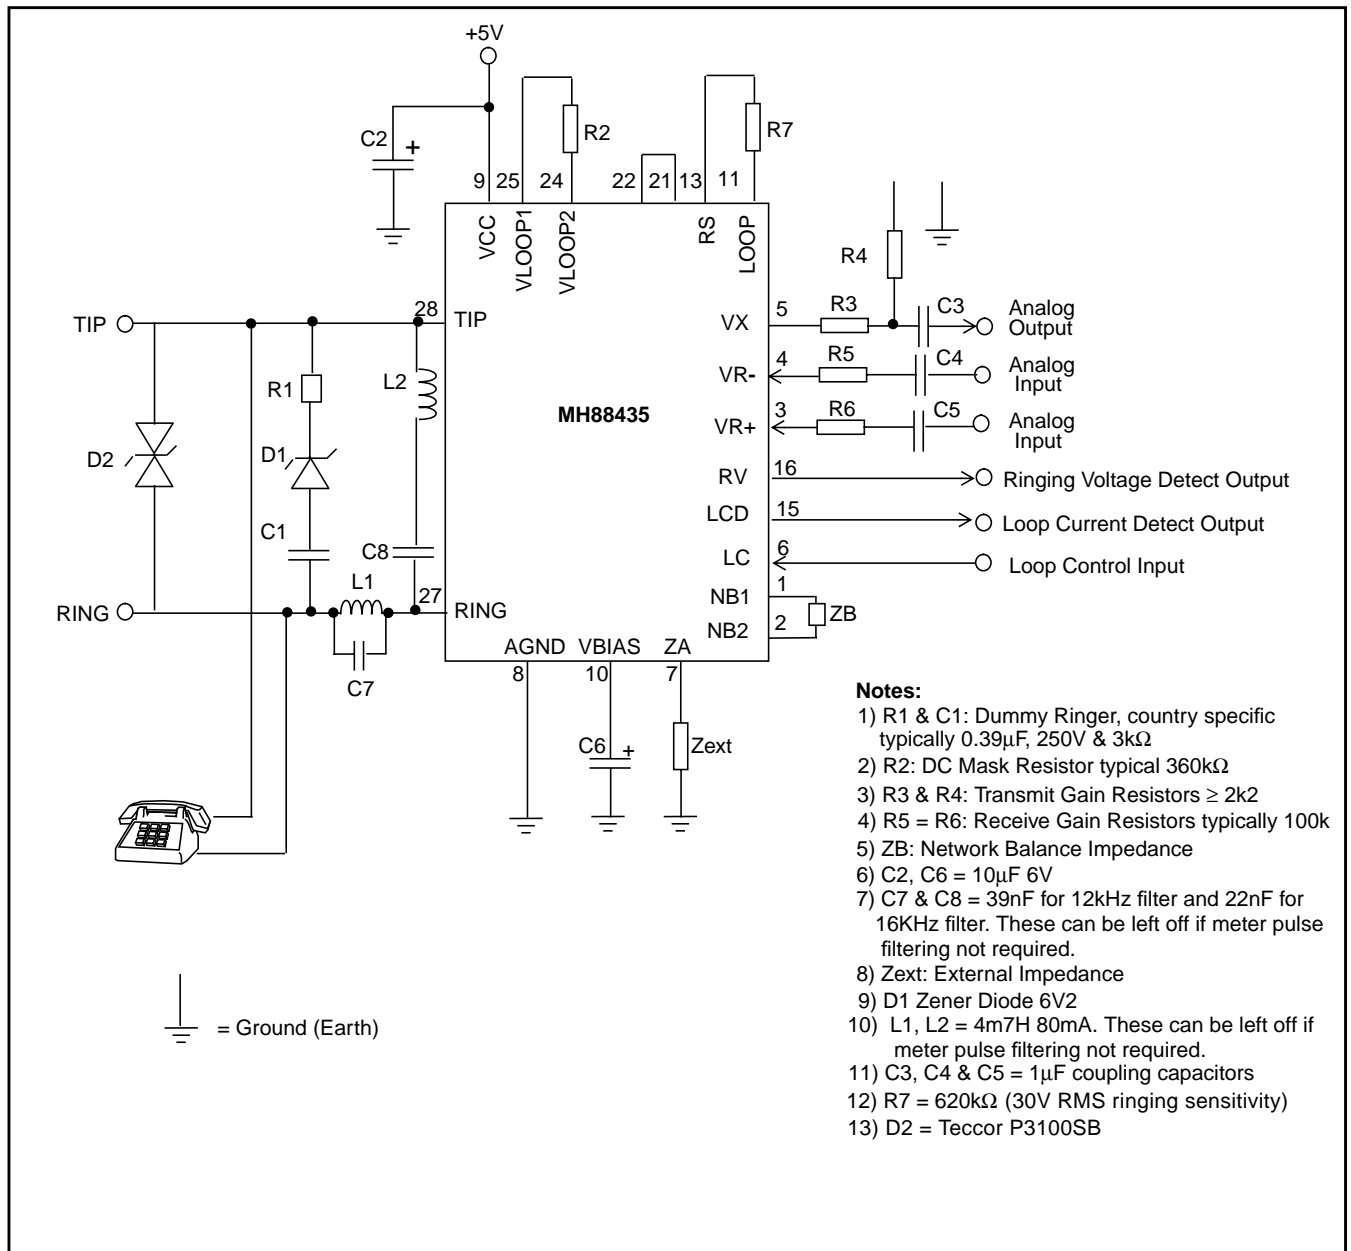 +5V
C2
+
R2
R7
9
25
24
22
21
13
11
VCC
VLOOP1
VLOOP2
RS
LOOP
R4
28
TIP
TIP
R1
L2
D1
D2
C1
C8
L1
27
RING
RING
C7
MH88435
VX
5
R3
C3
Analog
Output
VR-
4
R5
C4
Analog
Input
VR+
3
R6
C5
Analog
Input
RV
16
Ringing Voltage Detect Output
LCD
15
Loop Current Detect Output
LC
6
Loop Control Input
NB1
1
ZB
NB2
2
AGND
VBIAS
ZA
8
10
7
C6
+
Zext
Notes:
1) R1 & C1: Dummy Ringer, country specific
typically 0.39µF, 250V & 3kΩ
2) R2: DC Mask Resistor typical 360kΩ
3) R3 & R4: Transmit Gain Resistors ≥ 2k2
4) R5 = R6: Receive Gain Resistors typically 100k
5) ZB: Network Balance Impedance
6) C2, C6 = 10µF 6V
7) C7 & C8 = 39nF for 12kHz filter and 22nF for
16KHz filter. These can be left off if meter pulse
filtering not required.
8) Zext: External Impedance
9) D1 Zener Diode 6V2
10) L1, L2 = 4m7H 80mA. These can be left off if
meter pulse filtering not required.
11) C3, C4 & C5 = 1µF coupling capacitors
12) R7 = 620kΩ (30V RMS ringing sensitivity)
13) D2 = Teccor P3100SB
= Ground (Earth)